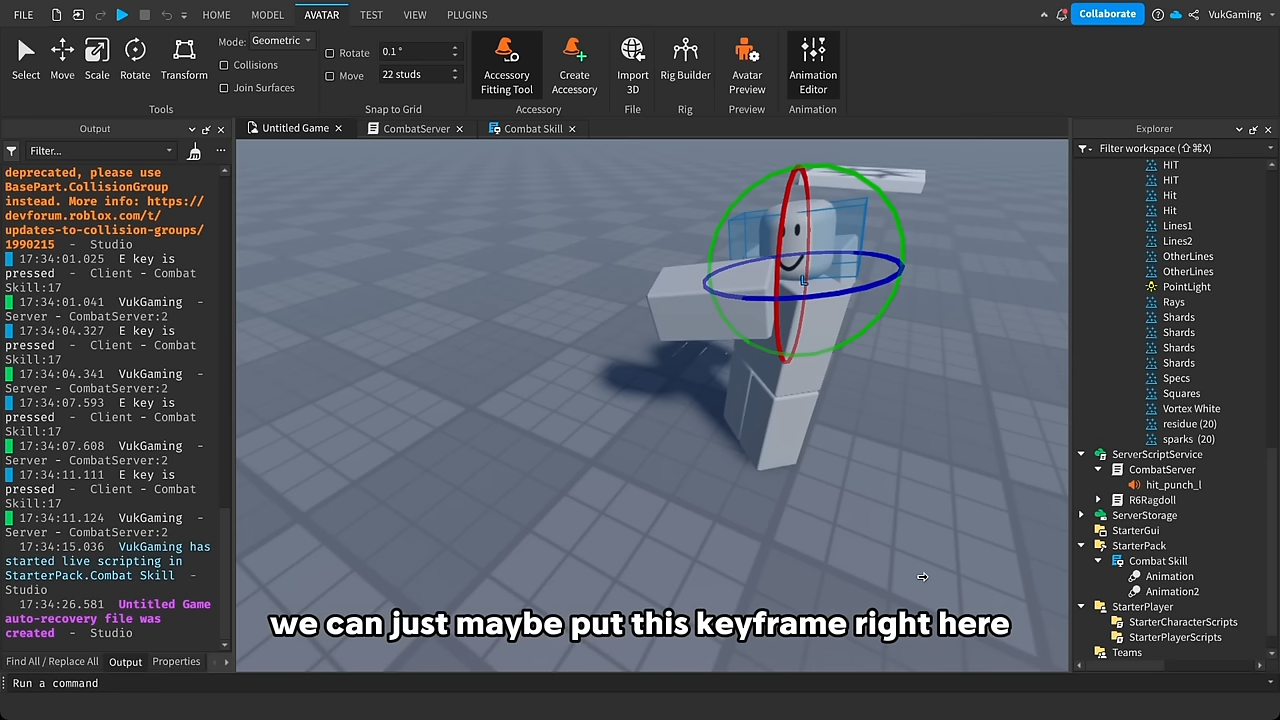 FILE
HOME
MODEL
AVATAR
TEST
VIEW
PLUGINS
Collaborate
VukGaming
Select
Move
Scale
Rotate
Transform
Mode: Geometric
Collisions
Join Surfaces
Tools
Rotate 0.1 °
Move 22 studs
Snap to Grid
Accessory
Fitting Tool
Create
Accessory
Accessory
Import
3D
File
Rig Builder
Rig
Avatar
Preview
Preview
Animation
Editor
Animation
Output
Filter...
deprecated, please use
BasePart.CollisionGroup
instead. More info: https://
devforum.roblox.com/t/
updates-to-collision-groups/
1990215 - Studio
17:34:01.025 E key is
pressed - Client - Combat
Skill:17
17:34:01.041 VukGaming -
Server - CombatServer:2
17:34:04.327 E key is
pressed - Client - Combat
Skill:17
17:34:04.341 VukGaming -
Server - CombatServer:2
17:34:07.593 E key is
pressed - Client - Combat
Skill:17
17:34:07.608 VukGaming -
Server - CombatServer:2
17:34:11.111 E key is
pressed - Client - Combat
Skill:17
17:34:11.124 VukGaming -
Server - CombatServer:2
17:34:15.036 VukGaming has
started live scripting in
StarterPack.Combat Skill -
Studio
17:34:26.581 Untitled Game
auto-recovery file was
created - Studio
Find All / Replace All
Output
Properties
Run a command
Untitled Game
CombatServer
Combat Skill
L
we can just maybe put this keyframe right here
Explorer
Filter workspace (⇧⌘X)
HIT
HIT
Hit
Hit
Lines1
Lines2
OtherLines
OtherLines
PointLight
Rays
Shards
Shards
Shards
Shards
Specs
Squares
Vortex White
residue (20)
sparks (20)
ServerScriptService
CombatServer
hit_punch_l
R6Ragdoll
ServerStorage
StarterGui
StarterPack
Combat Skill
Animation
Animation2
StarterPlayer
StarterCharacterScripts
StarterPlayerScripts
Teams